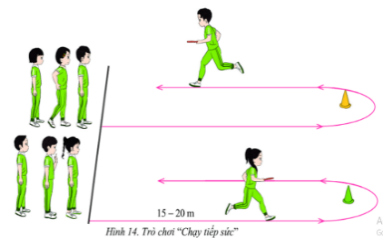 15 – 20 m
Hình 14. Trò chơi "Chạy tiếp sức"
A